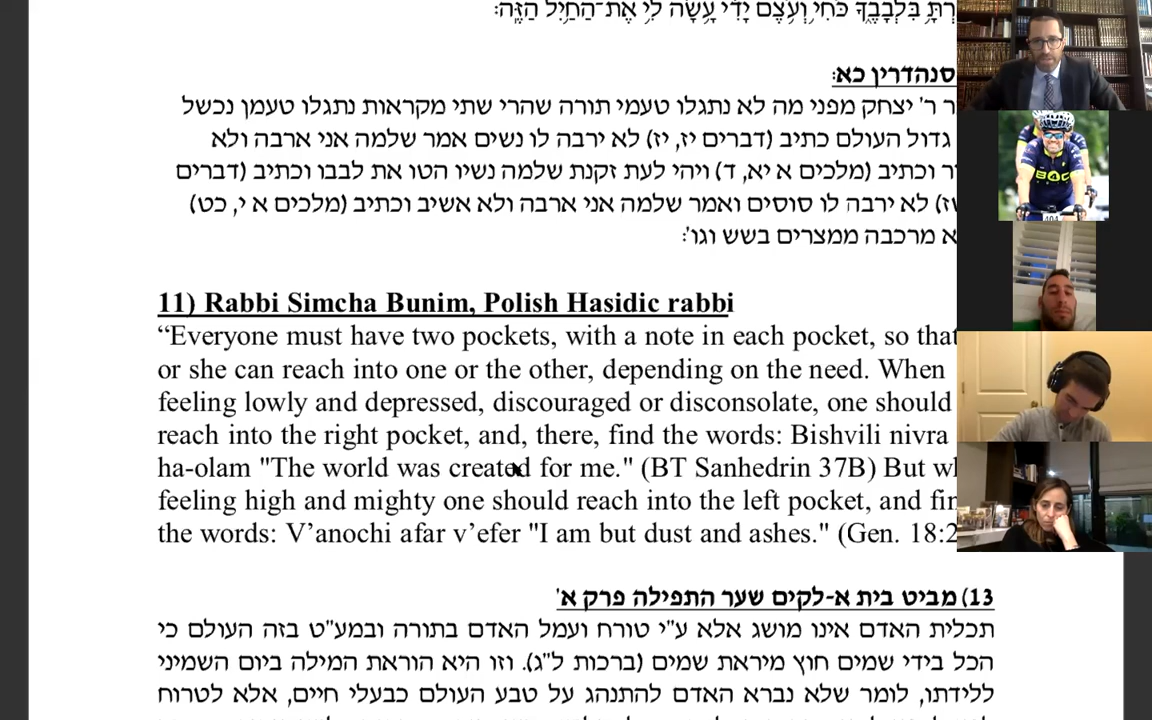 בִּלְבָבֶ֑ךָ כֹּחִי֙ וְעֹ֣צֶם יָדִ֔י עָ֥שָׂה לִ֖י אֶת־הַחַ֥יִל הַזֶּֽה׃
סנהדרין כא:
ר' יצחק מפני מה לא נתגלו טעמי תורה שהרי שתי מקראות נתגלו טעמן נכשל
גדול העולם כתיב (דברים יז, יז) לא ירבה לו נשים אמר שלמה אני ארבה ולא
וכתיב (מלכים א יא, ד) ויהי לעת זקנת שלמה נשיו הטו את לבבו וכתיב (דברים
לא ירבה לו סוסים ואמר שלמה אני ארבה ולא אשיב וכתיב (מלכים א י, כט)
מרכבה ממצרים בשש וגו':
11) Rabbi Simcha Bunim, Polish Hasidic rabbi
“Everyone must have two pockets, with a note in each pocket, so that
or she can reach into one or the other, depending on the need. When
feeling lowly and depressed, discouraged or disconsolate, one should
reach into the right pocket, and, there, find the words: Bishvili nivra
ha-olam "The world was created for me." (BT Sanhedrin 37B) But
feeling high and mighty one should reach into the left pocket, and
the words: V’anochi afar v’efer "I am but dust and ashes." (Gen. 18:2
13) מביט בית א-לקים שער התפילה פרק א'
תכלית האדם אינו מושג אלא ע"י טורח ועמל האדם בתורה ובמע"ט בזה העולם כי
הכל בידי שמים חוץ מיראת שמים (ברכות ל"ג). וזו היא הוראת המילה ביום השמיני
ללידתו, לומר שלא נברא האדם להתנהג על טבע העולם כבעלי חיים, אלא לטרוח